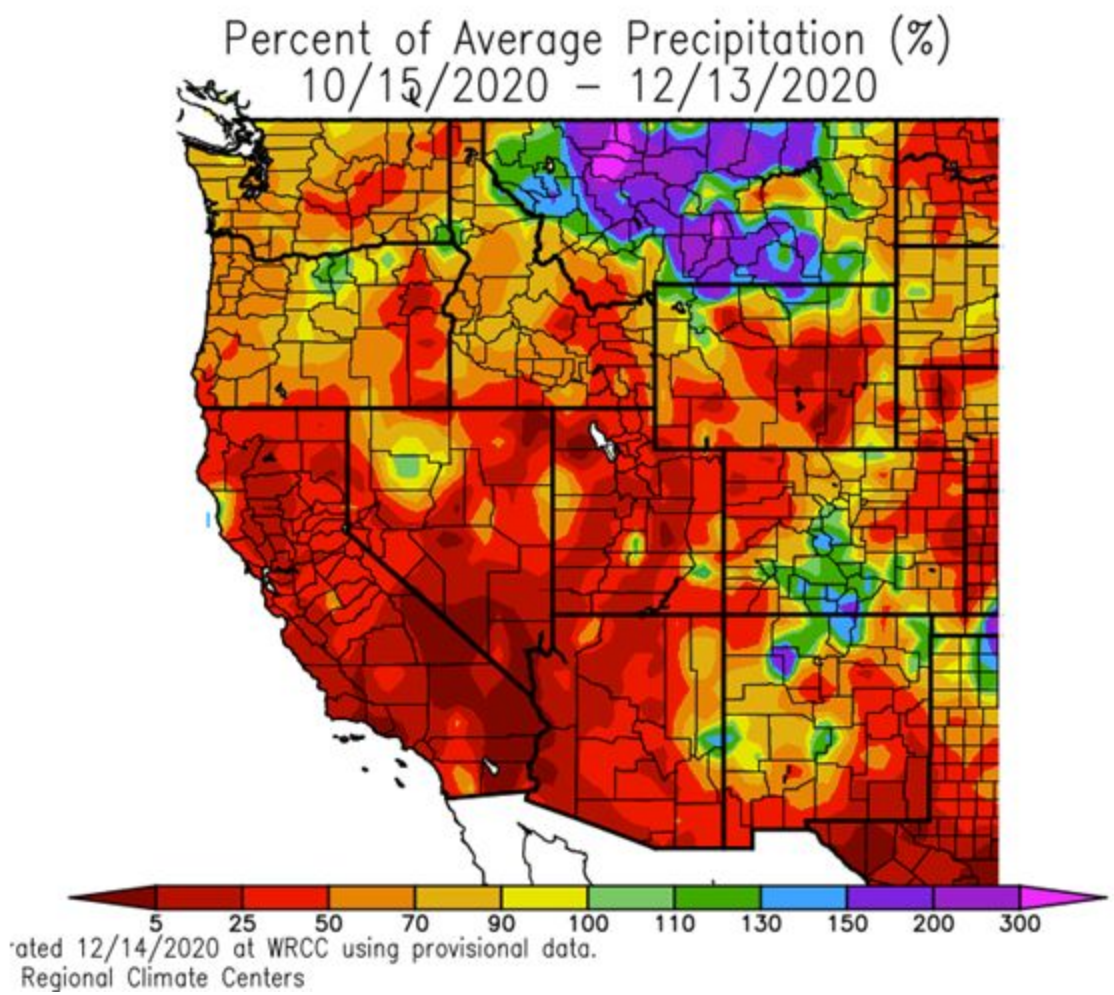 Percent of Average Precipitation (%)
10/15/2020 – 12/13/2020
5 25 50 70 90 100 110 130 150 200 300
rated 12/14/2020 at WRCC using provisional data.
Regional Climate Centers